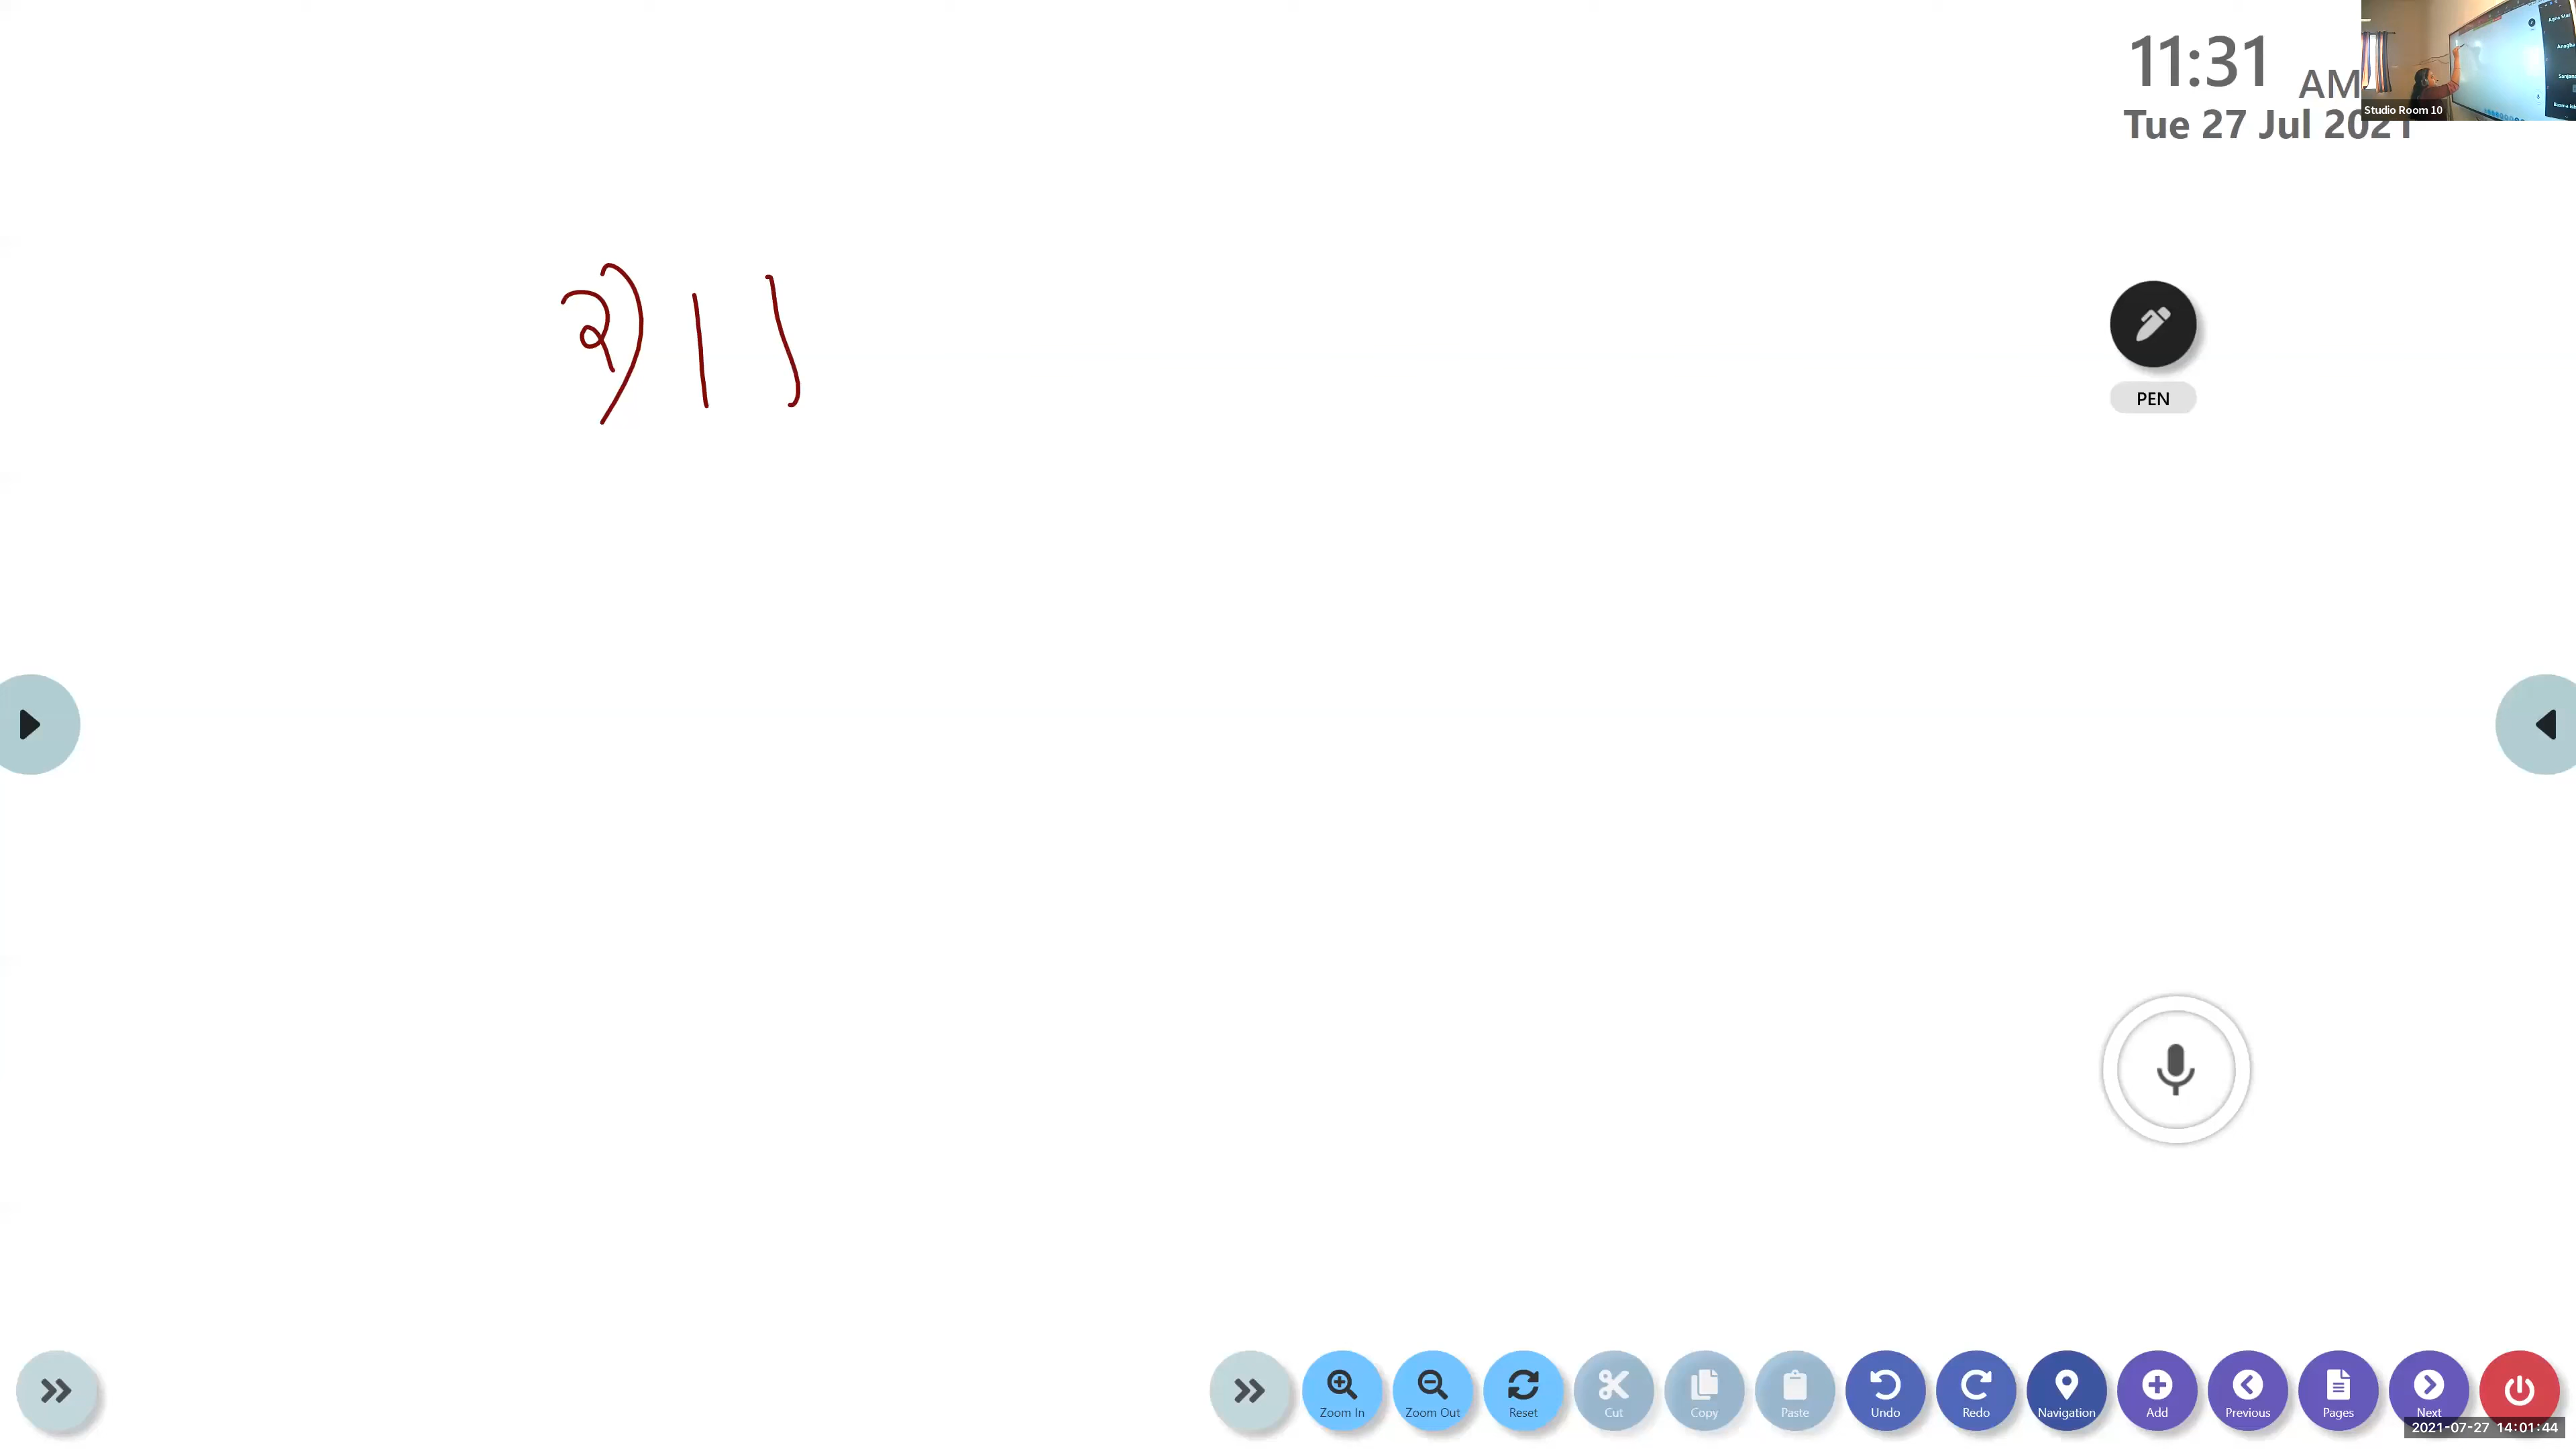 11:31 AM
Tue 27 Jul 2021
Studio Room 10
२) ||
PEN
Zoom In
Zoom Out
Reset
Cut
Copy
Paste
Undo
Redo
Navigation
Add
Previous
Pages
Next
2021-07-27 14:01:44